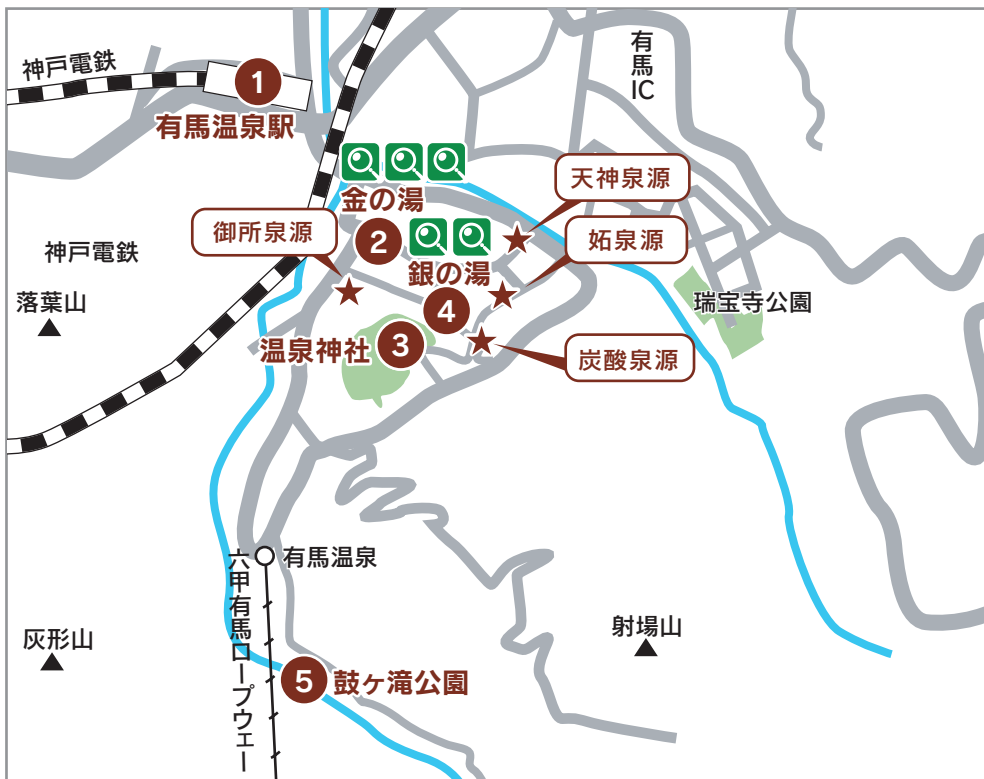 神戸電鉄
1
有馬温泉駅
有馬IC
金の湯
天神泉源
御所泉源
2
妬泉源
神戸電鉄
銀の湯
落葉山
4
瑞宝寺公園
温泉神社
3
炭酸泉源
有馬温泉
六甲有馬ロープウェー
灰形山
射場山
5
鼓ヶ滝公園